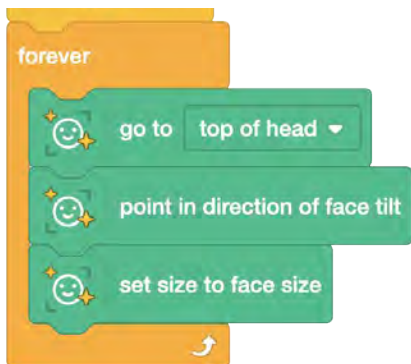 forever
go to top of head
point in direction of face tilt
set size to face size